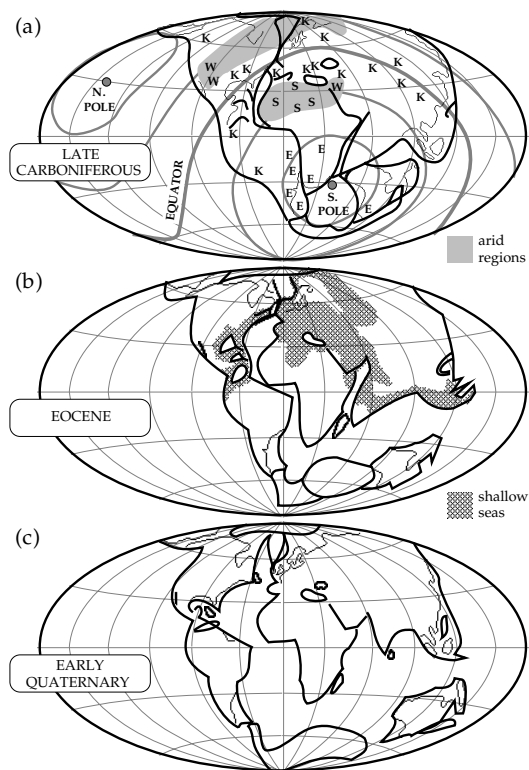 (a)
K
K
W
K
K
W
K
K
K
K
K
K
W
K
K
S
S
S
S
K
K
N.
POLE
LATE
CARBONIFEROUS
EQUATOR
K
E
E
E
E
E
E
E
S.
POLE
arid
regions
(b)
EOCENE
shallow
seas
(c)
EARLY
QUATERNARY